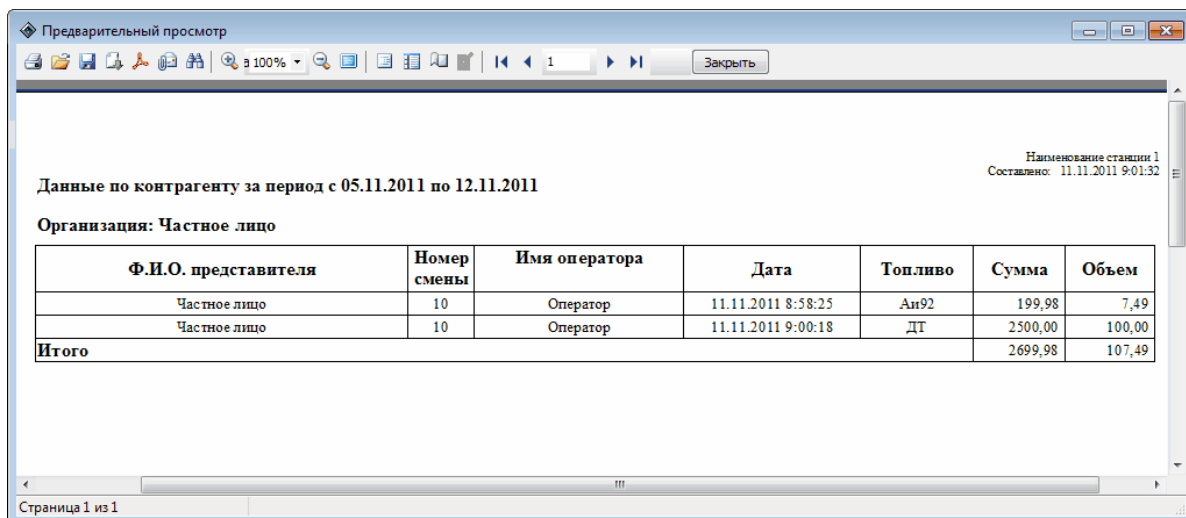 Предварительный просмотр
100% 1 Закрыть
Наименование станции 1
Составлено: 11.11.2011 9:01:32
Данные по контрагенту за период с 05.11.2011 по 12.11.2011
Организация: Частное лицо
Ф.И.О. представителя Номер смены Имя оператора Дата Топливо Сумма Объем
Частное лицо 10 Оператор 11.11.2011 8:58:25 Аи92 199,98 7,49
Частное лицо 10 Оператор 11.11.2011 9:00:18 ДТ 2500,00 100,00
Итого 2699,98 107,49
Страница 1 из 1